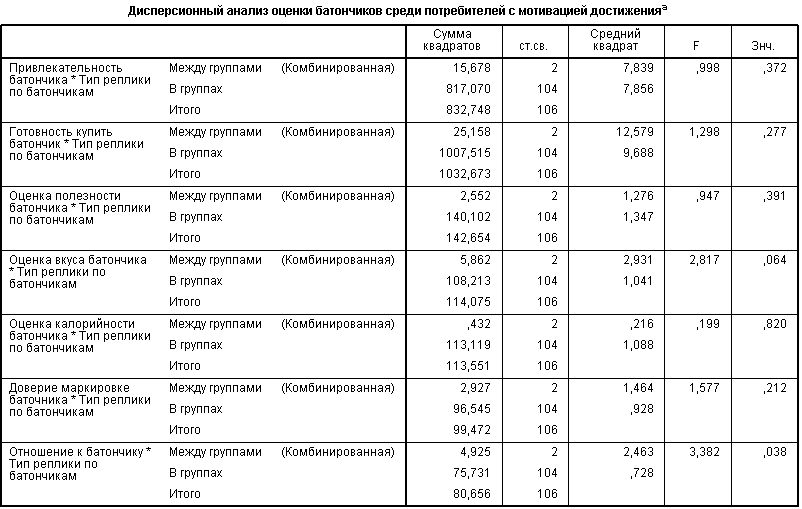 Дисперсионный анализ оценки батончиков среди потребителей с мотивацией достижения a
Сумма квадратов ст.св. Средний квадрат F Знч.
Привлекательность батончика * Тип реплики по батончикам Между группами (Комбинированная) 15,678 2 7,839 ,998 ,372
В группах 817,070 104 7,856
Итого 832,748 106
Готовность купить батончик * Тип реплики по батончикам Между группами (Комбинированная) 25,158 2 12,579 1,298 ,277
В группах 1007,515 104 9,688
Итого 1032,673 106
Оценка полезности батончика * Тип реплики по батончикам Между группами (Комбинированная) 2,552 2 1,276 ,947 ,391
В группах 140,102 104 1,347
Итого 142,654 106
Оценка вкуса батончика * Тип реплики по батончикам Между группами (Комбинированная) 5,862 2 2,931 2,817 ,064
В группах 108,213 104 1,041
Итого 114,075 106
Оценка калорийности батончика * Тип реплики по батончикам Между группами (Комбинированная) ,432 2 ,216 ,199 ,820
В группах 113,119 104 1,088
Итого 113,551 106
Доверие маркировке баточника * Тип реплики по батончикам Между группами (Комбинированная) 2,927 2 1,464 1,577 ,212
В группах 96,545 104 ,928
Итого 99,472 106
Отношение к батончику * Тип реплики по батончикам Между группами (Комбинированная) 4,925 2 2,463 3,382 ,038
В группах 75,731 104 ,728
Итого 80,656 106